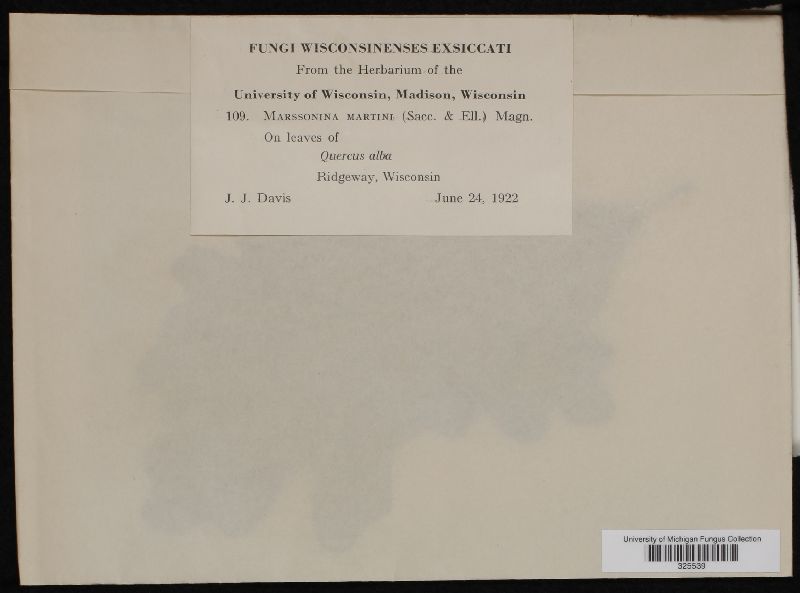 FUNGI WISCONSINENSES EXSICCATI
From the Herbarium of the
University of Wisconsin, Madison, Wisconsin
109. MARSSONINA MARTINI (Sacc. & Ell.) Magn.
On leaves of
Quercus alba
Ridgeway, Wisconsin
J. J. Davis June 24, 1922
University of Michigan Fungus Collection
325539